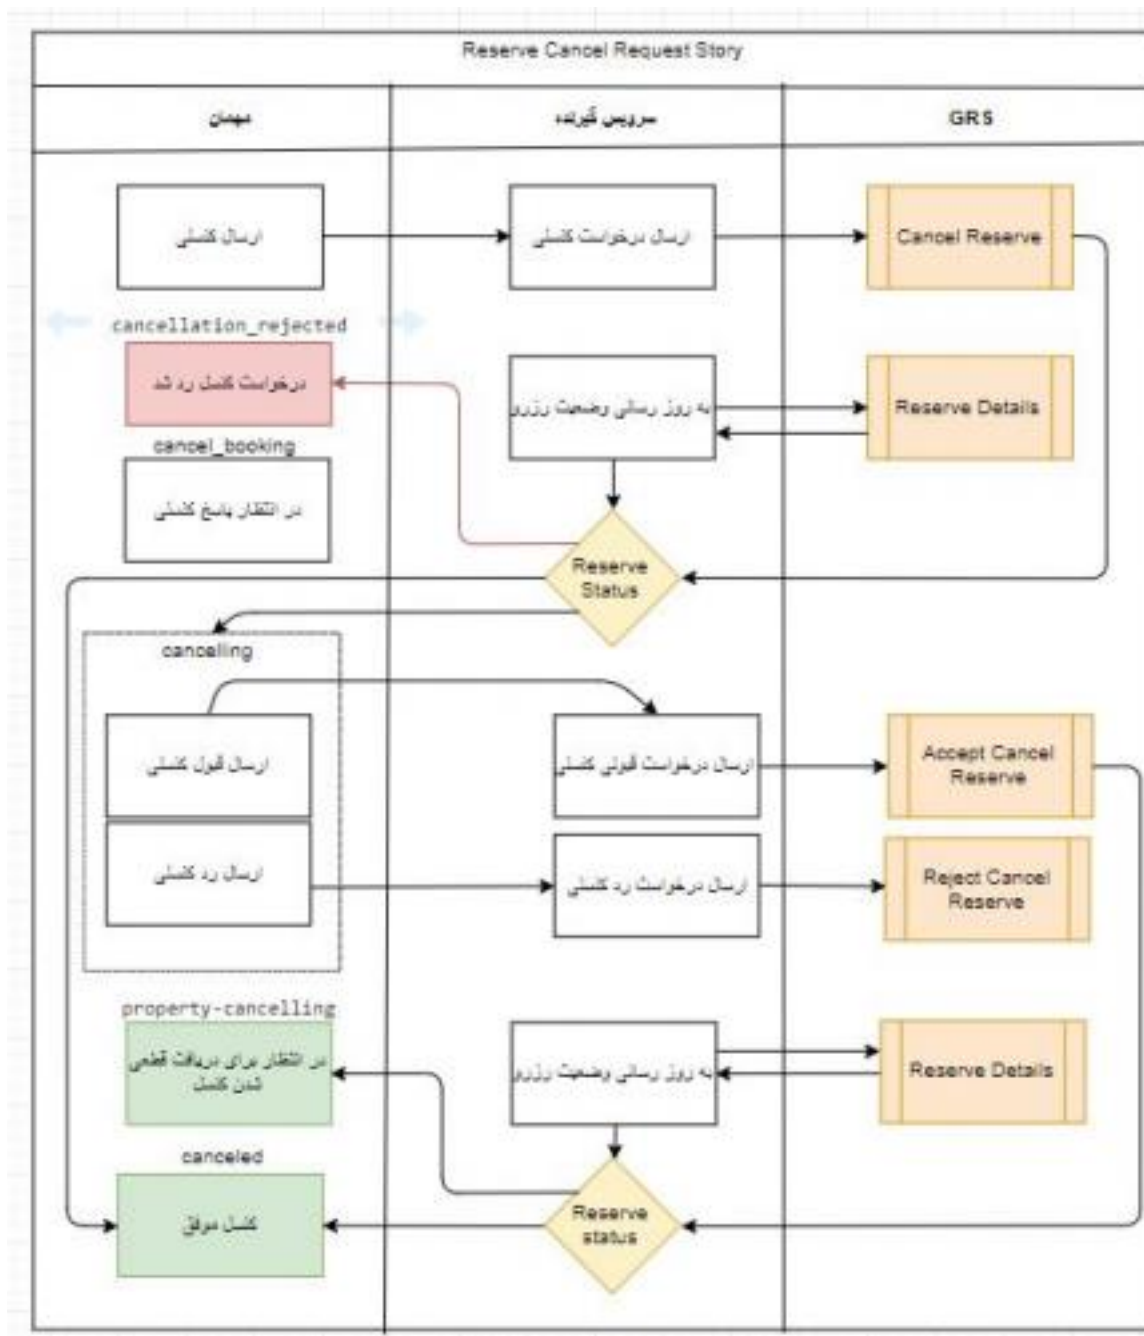 Reserve Cancel Request Story
مهمان
سرویس گیرنده
GRS
ارسال کنسلی
ارسال درخواست کنسلی
Cancel Reserve
cancellation_rejected
درخواست کنسل رد شد
به روز رسانی وضعیت رزرو
Reserve Details
cancel_booking
در انتظار پاسخ کنسلی
Reserve
Status
cancelling
ارسال قبول کنسلی
ارسال درخواست قبولی کنسلی
Accept Cancel
Reserve
ارسال رد کنسلی
ارسال درخواست رد کنسلی
Reject Cancel
Reserve
property-cancelling
در انتظار برای دریافت قطعی
شدن کنسل
به روز رسانی وضعیت رزرو
Reserve Details
canceled
کنسل موفق
Reserve
status